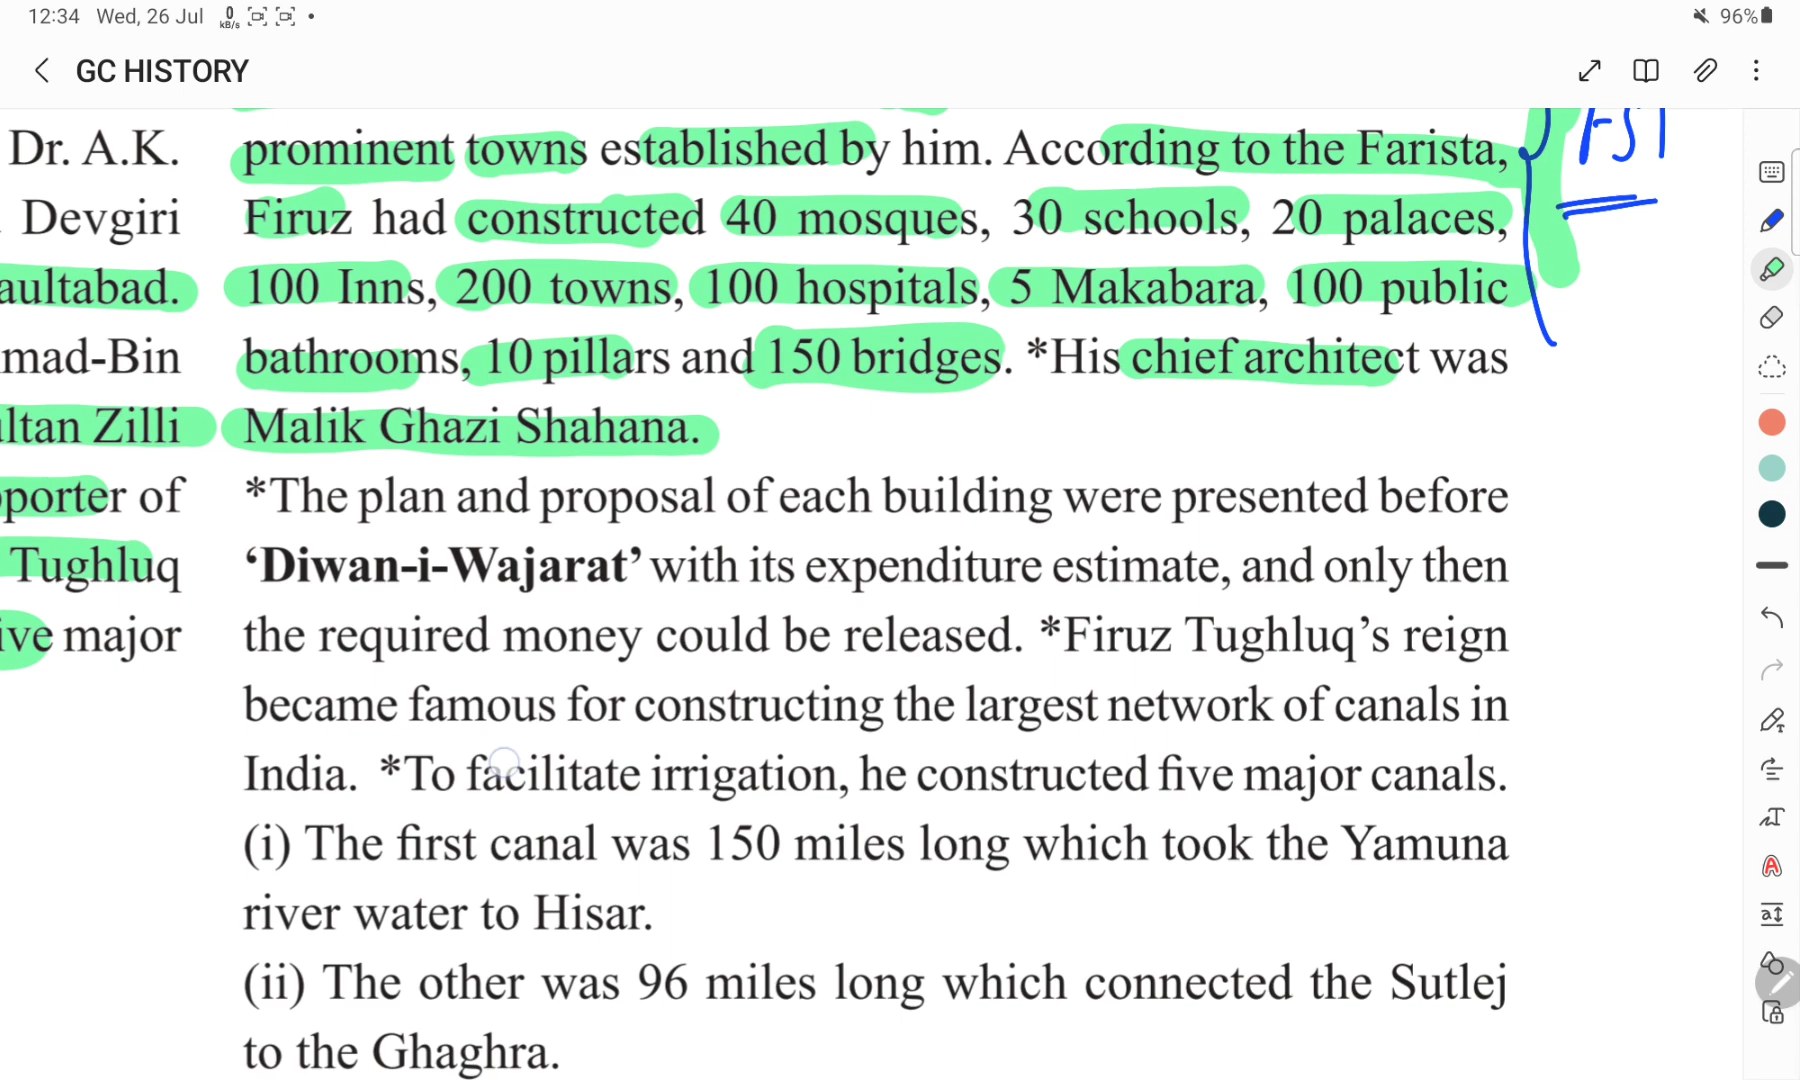 12:34 Wed, 26 Jul 0 kB/s 96%
GC HISTORY
Dr. A.K.
Devgiri
aultabad.
mad-Bin
ltan Zilli
porter of
Tughluq
ive major
prominent towns established by him. According to the Farista,
Firuz had constructed 40 mosques, 30 schools, 20 palaces,
100 Inns, 200 towns, 100 hospitals, 5 Makabara, 100 public
bathrooms, 10 pillars and 150 bridges. *His chief architect was
Malik Ghazi Shahana.
*The plan and proposal of each building were presented before
‘Diwan-i-Wajarat’ with its expenditure estimate, and only then
the required money could be released. *Firuz Tughluq’s reign
became famous for constructing the largest network of canals in
India. *To facilitate irrigation, he constructed five major canals.
(i) The first canal was 150 miles long which took the Yamuna
river water to Hisar.
(ii) The other was 96 miles long which connected the Sutlej
to the Ghaghra.